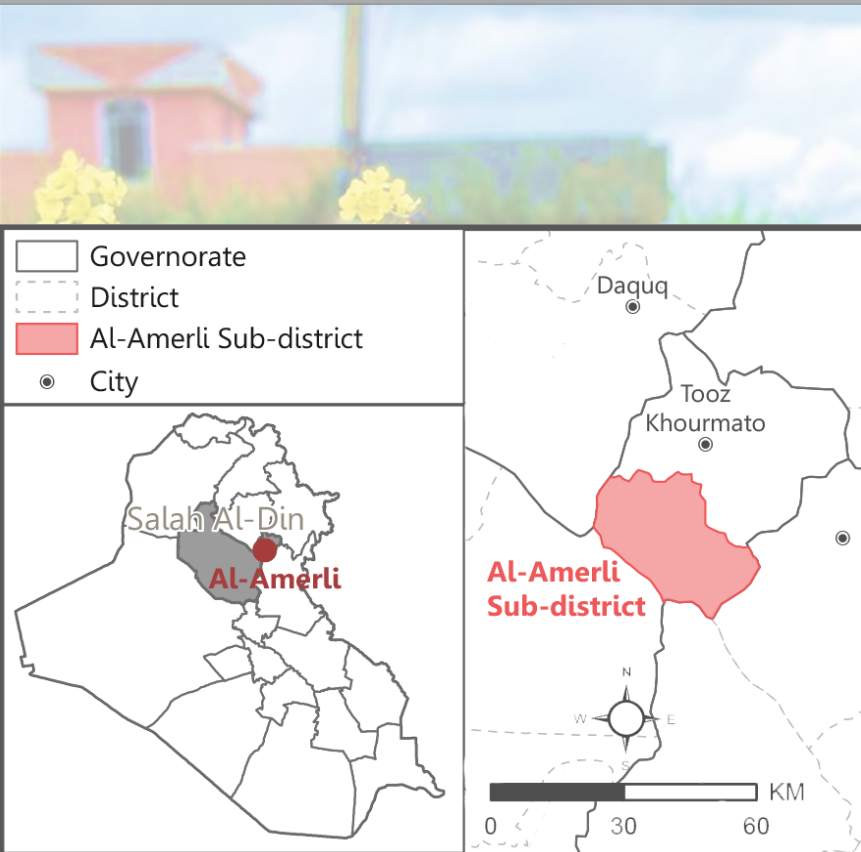 Governorate
District
Al-Amerli Sub-district
City
Salah Al-Din
Al-Amerli
Daquq
Tooz
Khourmato
Al-Amerli
Sub-district
N
W
E
S
KM
0
30
60